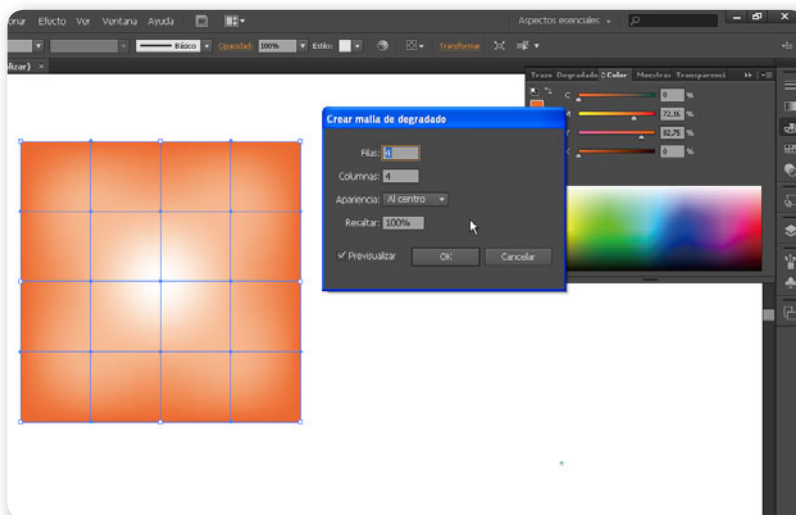 onar Efecto Ver Ventana Ayuda Aspectos esenciales
Básico Opacidad: 100% Estilo: Transformar
lizar) ×
Trazo Degradado Color Muestras Transparenci
C 0 %
M 72,16 %
Y 82,75 %
K 0 %
Crear malla de degradado
Filas: 4
Columnas: 4
Apariencia: Al centro
Resaltar: 100%
Previsualizar OK Cancelar